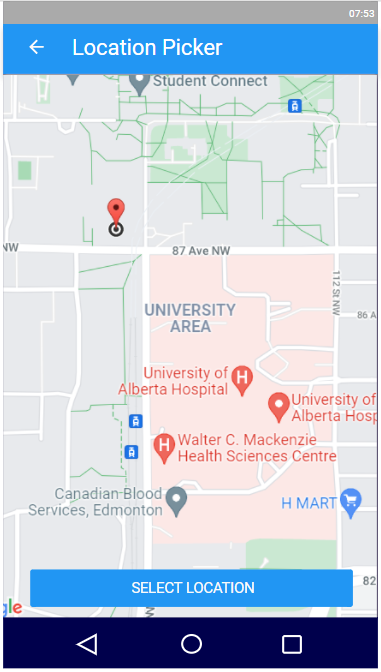 07:53
Location Picker
Student Connect
NW
87 Ave NW
112 St NW
UNIVERSITY
AREA
86 A
University of
Alberta Hospital
University of
Alberta Hosp
Walter C. Mackenzie
Health Sciences Centre
Canadian Blood
Services, Edmonton
H MART
SELECT LOCATION
82
gle